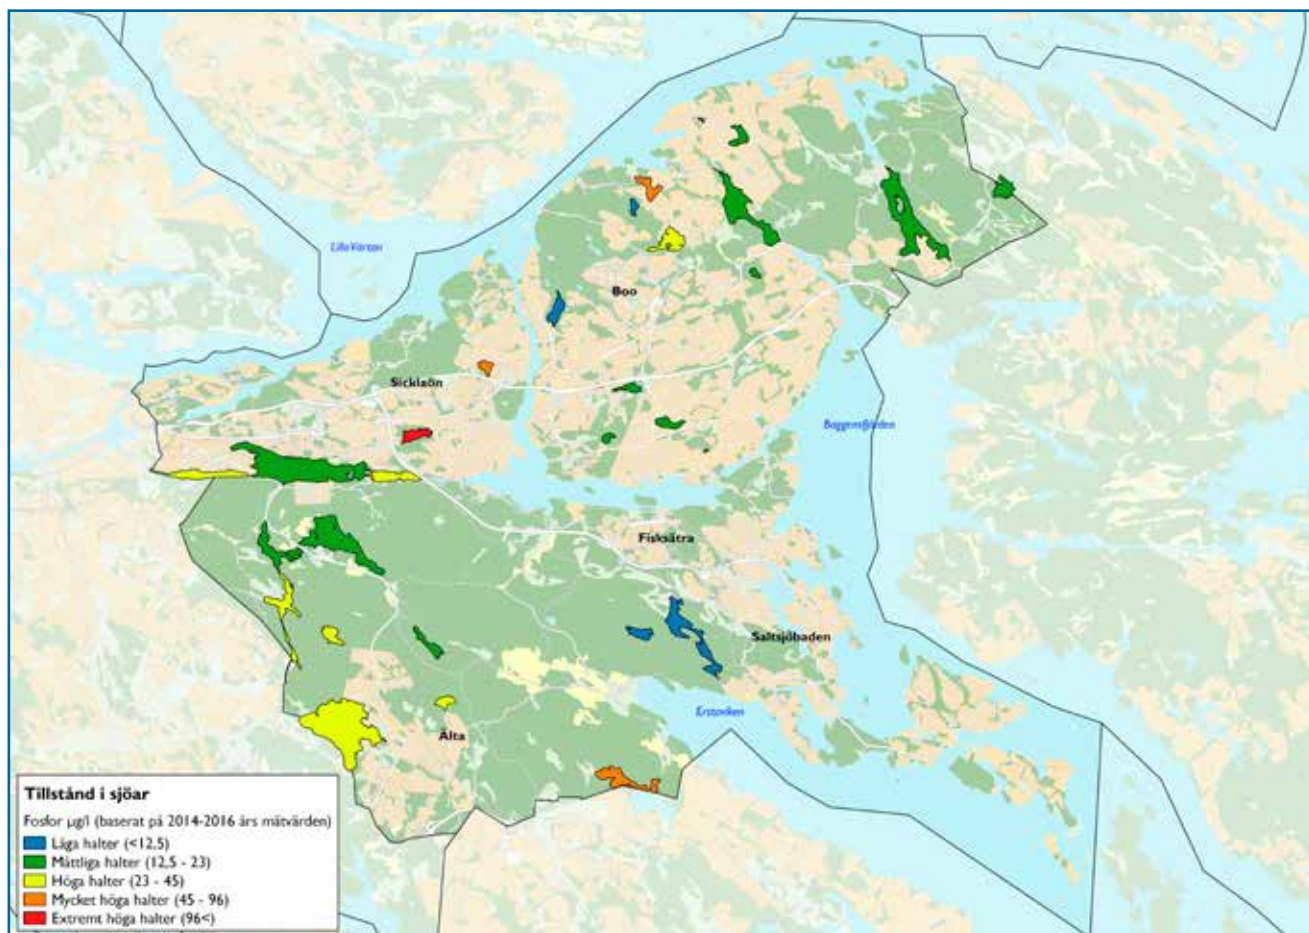 Lilla Värtan
Boo
Sicklaön
Baggensfjärden
Fisksätra
Saltsjöbaden
Erstaviken
Älta
Tillstånd i sjöar
Fosfor µg/l (baserat på 2014-2016 års mätvärden)
Låga halter (<12,5)
Måttliga halter (12,5 - 23)
Höga halter (23 - 45)
Mycket höga halter (45 - 96)
Extremt höga halter (96<)